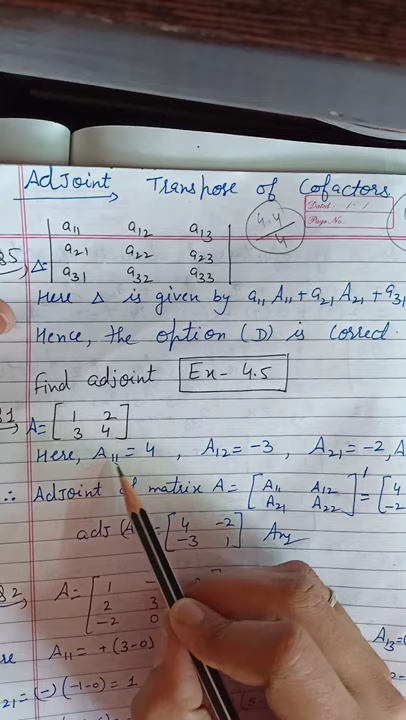 AdJoint Transpose of Cofactors
Dated: / /
Page No.
4.4
4
a11 a12 a13
Δ= a21 a22 a23
a31 a32 a33
Here Δ is given by a11 A11 + a21 A21 + a31
Hence, the option (D) is correct.
find adjoint Ex- 4.5
A= [1 2
3 4]
Here, A11 = 4 , A12 = -3 , A21 = -2, A
∴ Adjoint of matrix A = [A11 A12
A21 A22]' = [4
-2
adj (A) = [4 -2
-3 1] Ans
A= [1 -
2 3
-2 0
A11 = +(3-0)
A13=
21 = (-)(-1-0) = 1